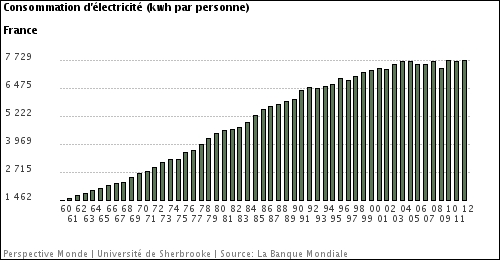 Consommation d'électricité (kwh par personne)
France
7 729
6 475
5 222
3 969
2 715
1 462
60 62 64 66 68 70 72 74 76 78 80 82 84 86 88 90 92 94 96 98 00 02 04 06 08 10 12
61 63 65 67 69 71 73 75 77 79 81 83 85 87 89 91 93 95 97 99 01 03 05 07 09 11
Perspective Monde | Université de Sherbrooke | Source: La Banque Mondiale